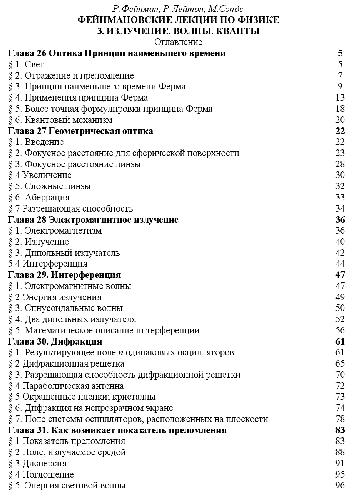 Р. Фейнман, Р. Лейтон, М. Сэндс
ФЕЙНМАНОВСКИЕ ЛЕКЦИИ ПО ФИЗИКЕ
3. ИЗЛУЧЕНИЕ. ВОЛНЫ. КВАНТЫ
Оглавление
Глава 26 Оптика Принцип наименьшего времени 5
§ 1. Свет 5
§ 2. Отражение и преломление 7
§ 3. Принцип наименьшего времени Ферма 9
§ 4. Применения принципа Ферма 13
§ 5. Более точная формулировка принципа Ферма 18
§ 6. Квантовый механизм 20
Глава 27 Геометрическая оптика 22
§ 1. Введение 22
§ 2. Фокусное расстояние для сферической поверхности 23
§ 3. Фокусное расстояние линзы 28
§ 4 Увеличение 30
§ 5. Сложные линзы 32
§ 6. Аберрация 33
§ 7 Разрешающая способность 34
Глава 28 Электромагнитное излучение 36
§ 1. Электромагнетизм 36
§ 2. Излучение 40
§ 3. Дипольный излучатель 42
§ 4 Интерференция 44
Глава 29. Интерференция 47
§ 1. Электромагнитные волны 47
§ 2 Энергия излучения 49
§ 3. Синусоидальные волны 50
§ 4. Два дипольных излучателя 52
§ 5. Математическое описание интерференции 56
Глава 30. Дифракция 61
§ 1. Результирующее поле n одинаковых осцилляторов 61
§ 2 Дифракционная решетка 65
§ 3. Разрешающая способность дифракционной решетки 70
§ 4 Параболическая антенна 72
§ 5 Окрашенные пленки; кристаллы 73
§ 6. Дифракция на непрозрачном экране 74
§ 7. Поле системы осцилляторов, расположенных на плоскости 78
Глава 31. Как возникает показатель преломления 83
§ 1 Показатель преломления 83
§ 2 Поле, излучаемое средой 88
§ 3 Дисперсия 91
§ 4 Поглощение 95
§ 5 Энергия световой волны 96